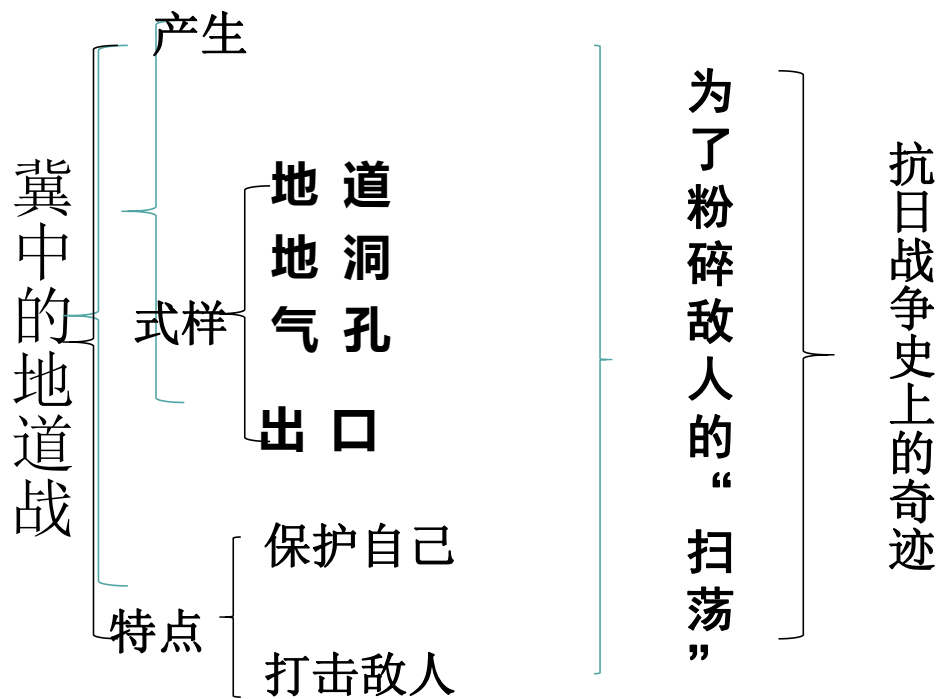 冀中的地道战
产生
式样
地 道
地 洞
气 孔
出 口
特点
保护自己
打击敌人
为了粉碎敌人的“ 扫荡”
抗日战争史上的奇迹